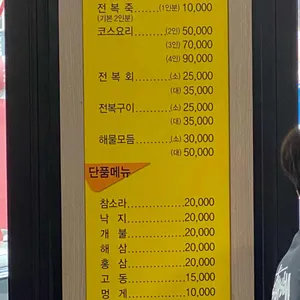 전 복 죽......(1인분) 10,000
(기본 2인분)
코스요리.........(2인) 50,000
(3인) 70,000
(4인) 90,000
전 복 회.........(소) 25,000
(대) 35,000
전복구이.........(소) 25,000
(대) 35,000
해물모듬.........(소) 30,000
(대) 50,000
단품메뉴
참소라...............20,000
낙 지...............20,000
개 불...............20,000
해 삼...............20,000
홍 삼...............20,000
고 동...............15,000
멍 게...............10,000